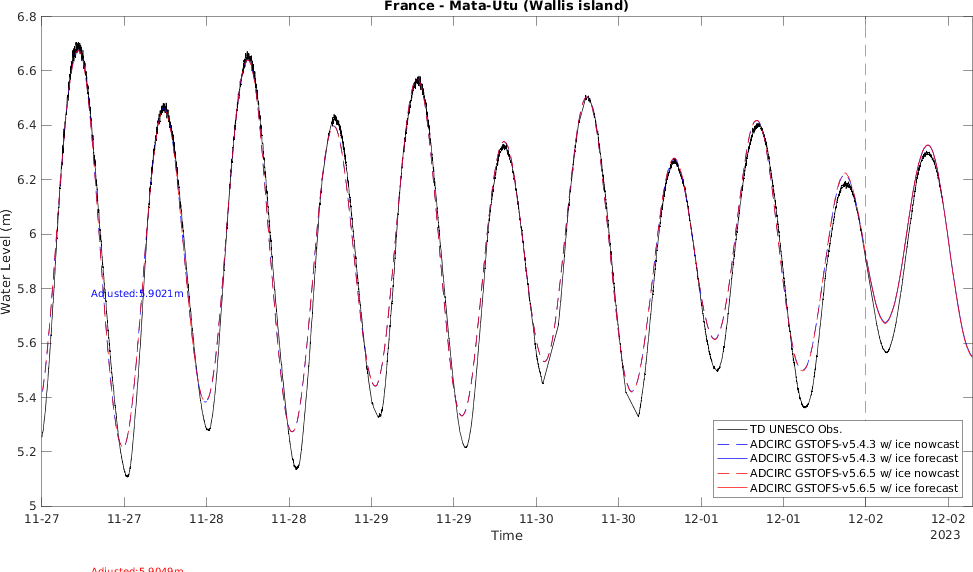 France - Mata-Utu (Wallis island)
6.8
6.6
6.4
6.2
6
5.8
5.6
5.4
5.2
5
Water Level (m)
Adjusted:5.9021m
TD UNESCO Obs.
ADCIRC GSTOFS-v5.4.3 w/ ice nowcast
ADCIRC GSTOFS-v5.4.3 w/ ice forecast
ADCIRC GSTOFS-v5.6.5 w/ ice nowcast
ADCIRC GSTOFS-v5.6.5 w/ ice forecast
11-27 11-27 11-28 11-28 11-29 11-29 11-30 11-30 12-01 12-01 12-02 12-02
Time
2023
Adjusted:5.9049m